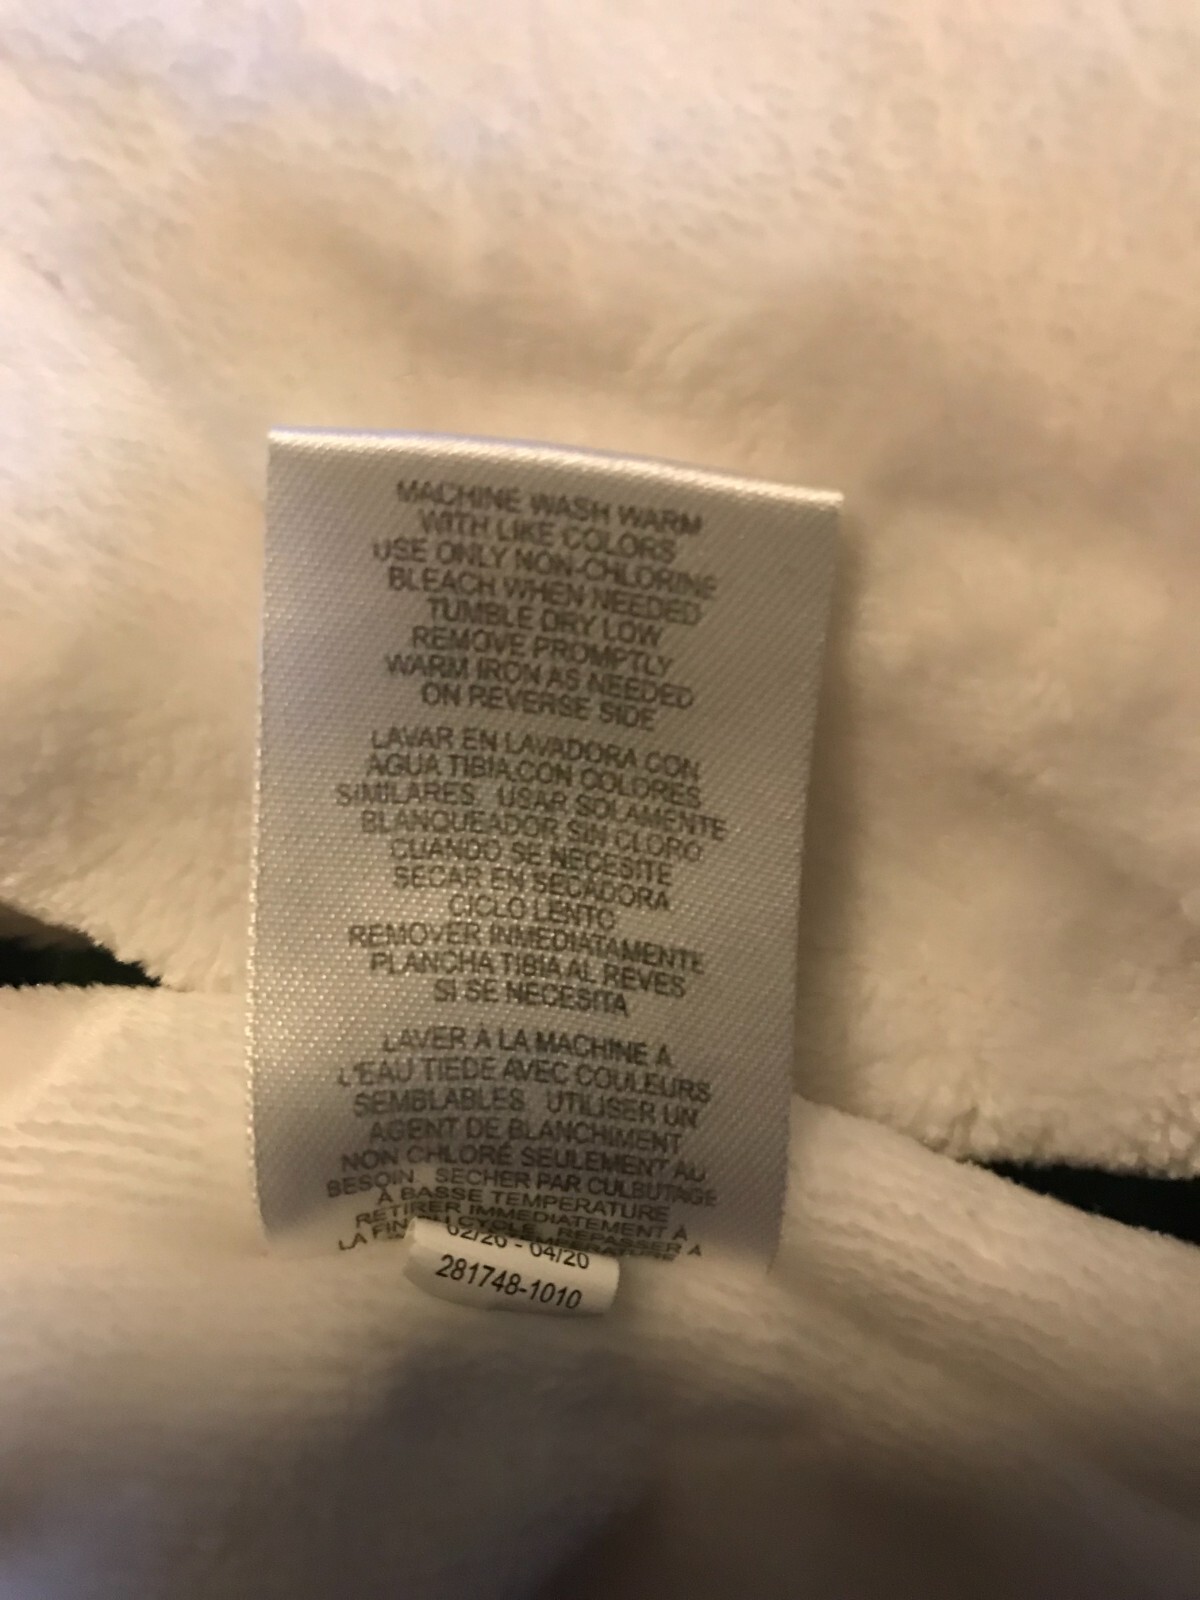 MACHINE WASH WARM
WITH LIKE COLORS
USE ONLY NON-CHLORINE
BLEACH WHEN NEEDED
TUMBLE DRY LOW
REMOVE PROMPTLY
WARM IRON AS NEEDED
ON REVERSE SIDE
LAVAR EN LAVADORA CON
AGUA TIBIA CON COLORES
SIMILARES. USAR SOLAMENTE
BLANQUEADOR SIN CLORO
CUANDO SE NECESITE
SECAR EN SECADORA
CICLO LENTO
REMOVER INMEDIATAMENTE
PLANCHA TIBIA AL REVES
SI SE NECESITA
LAVER À LA MACHINE À
L'EAU TIEDE AVEC COULEURS
SEMBLABLES. UTILISER UN
AGENT DE BLANCHIMENT
NON CHLORÉ SEULEMENT AU
BESOIN. SECHER PAR CULBUTAGE
À BASSE TEMPERATURE
RETIRER IMMEDIATEMENT À
LA FIN CYCLE. REPASSER À
02/20 - 04/20
281748-1010